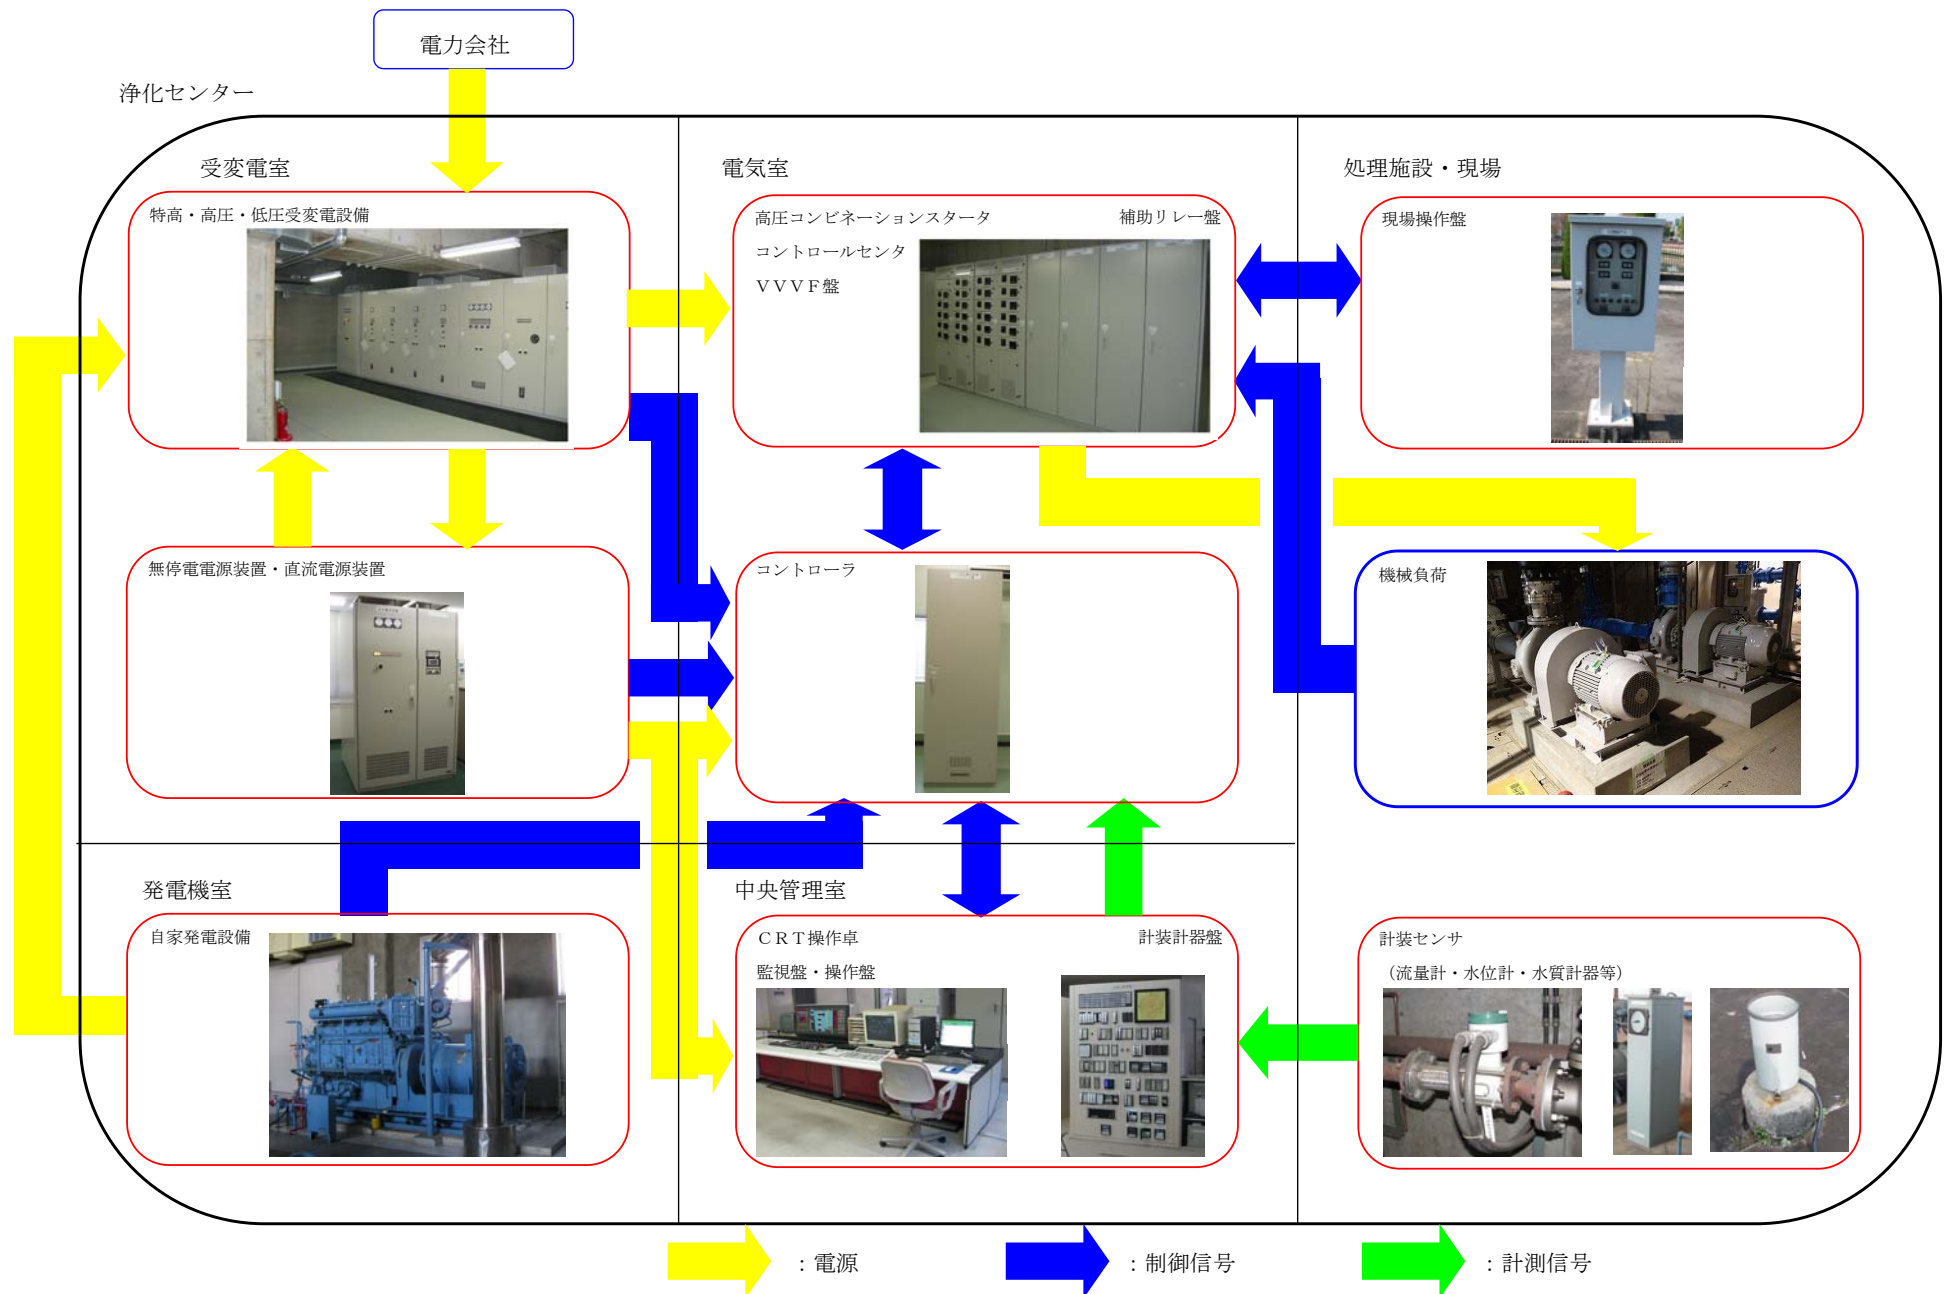 電力会社
浄化センター
受変電室
電気室
処理施設・現場
特高・高圧・低圧受変電設備
高圧コンビネーションスタータ
補助リレー盤
コントロールセンタ
ＶＶＶＦ盤
現場操作盤
無停電電源装置・直流電源装置
コントローラ
機械負荷
発電機室
中央管理室
自家発電設備
ＣＲＴ操作卓
計装計器盤
監視盤・操作盤
計装センサ
（流量計・水位計・水質計器等）
：電源
：制御信号
：計測信号